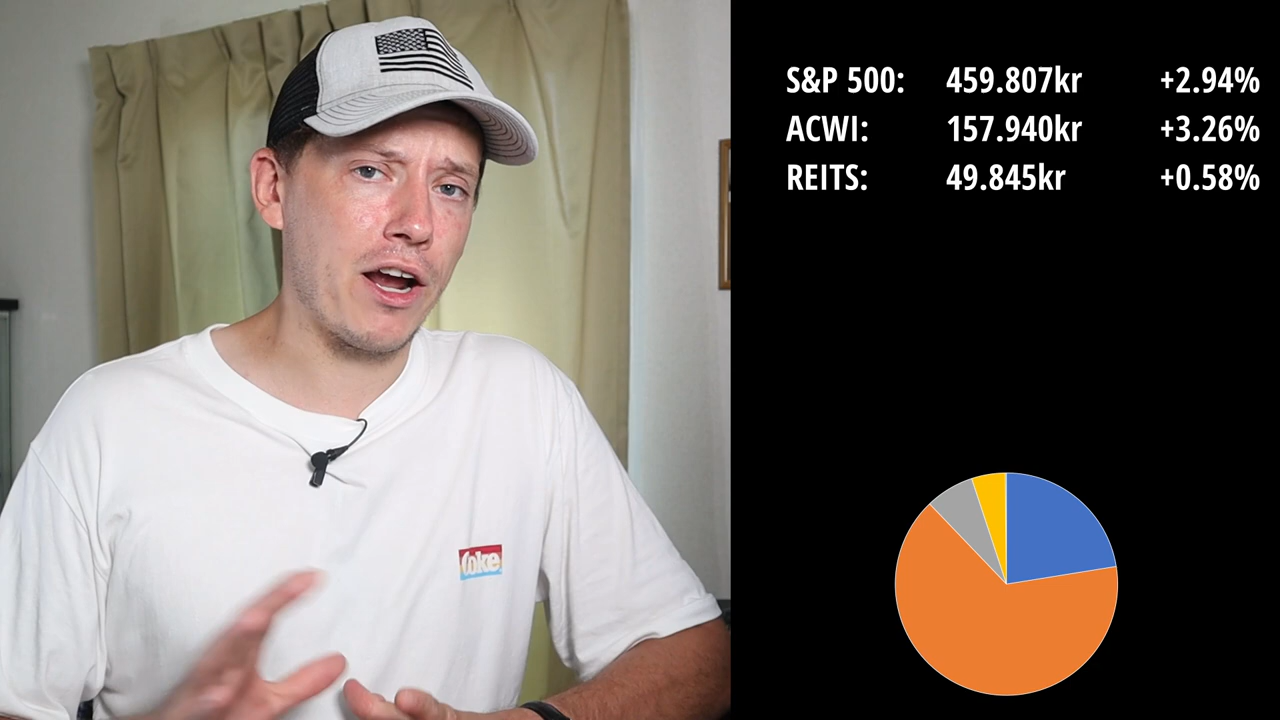 S&P 500: 459.807kr +2.94%
ACWI: 157.940kr +3.26%
REITS: 49.845kr +0.58%
Coke